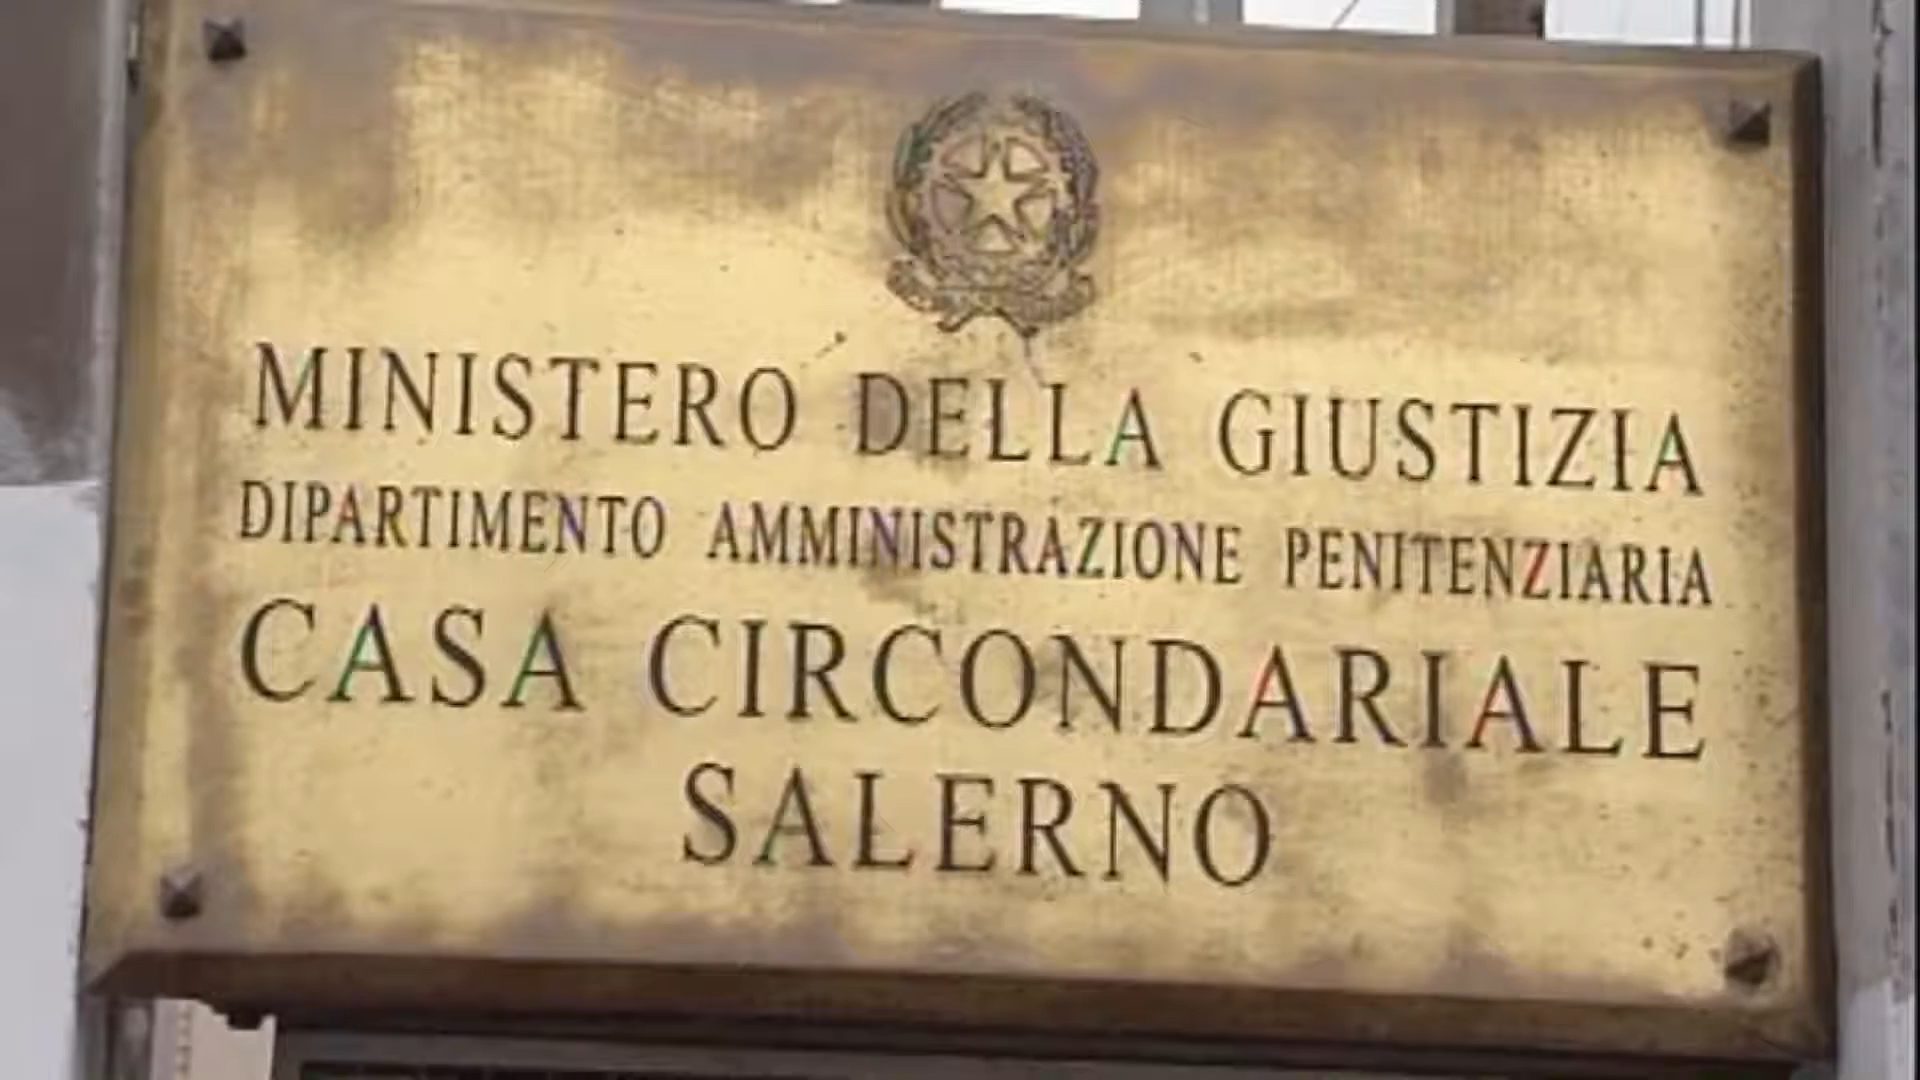 MINISTERO DELLA GIUSTIZIA
DIPARTIMENTO AMMINISTRAZIONE PENITENZIARIA
CASA CIRCONDARIALE
SALERNO